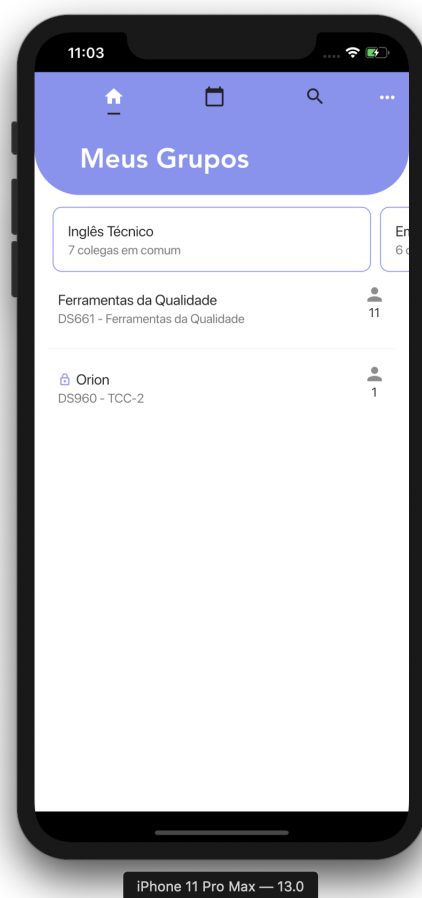 11:03
Meus Grupos
Inglês Técnico
7 colegas em comum
6
Ferramentas da Qualidade
DS661 - Ferramentas da Qualidade
11
Orion
DS960 - TCC-2
1
iPhone 11 Pro Max — 13.0